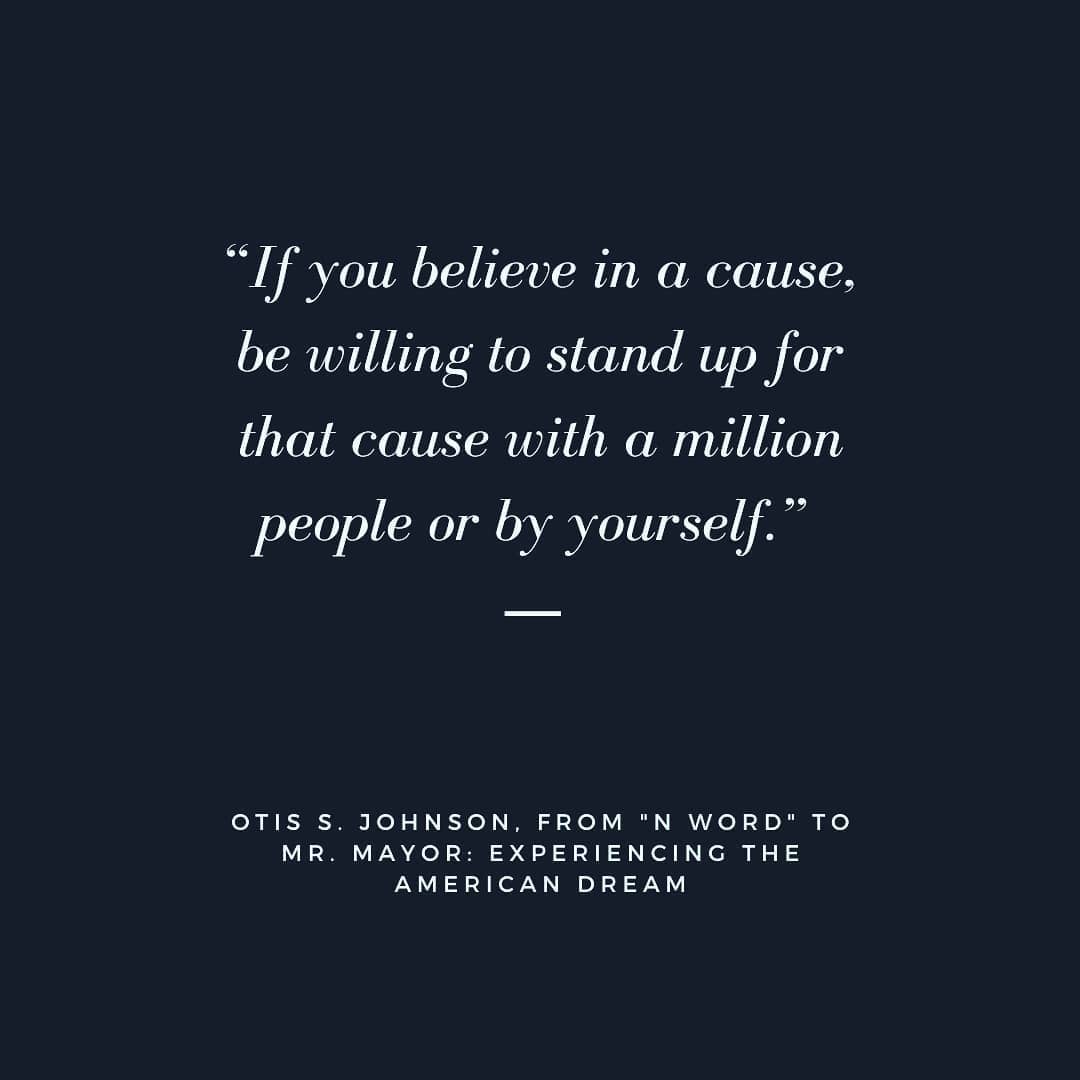 “If you believe in a cause,
be willing to stand up for
that cause with a million
people or by yourself.”
OTIS S. JOHNSON, FROM "N WORD" TO
MR. MAYOR: EXPERIENCING THE
AMERICAN DREAM